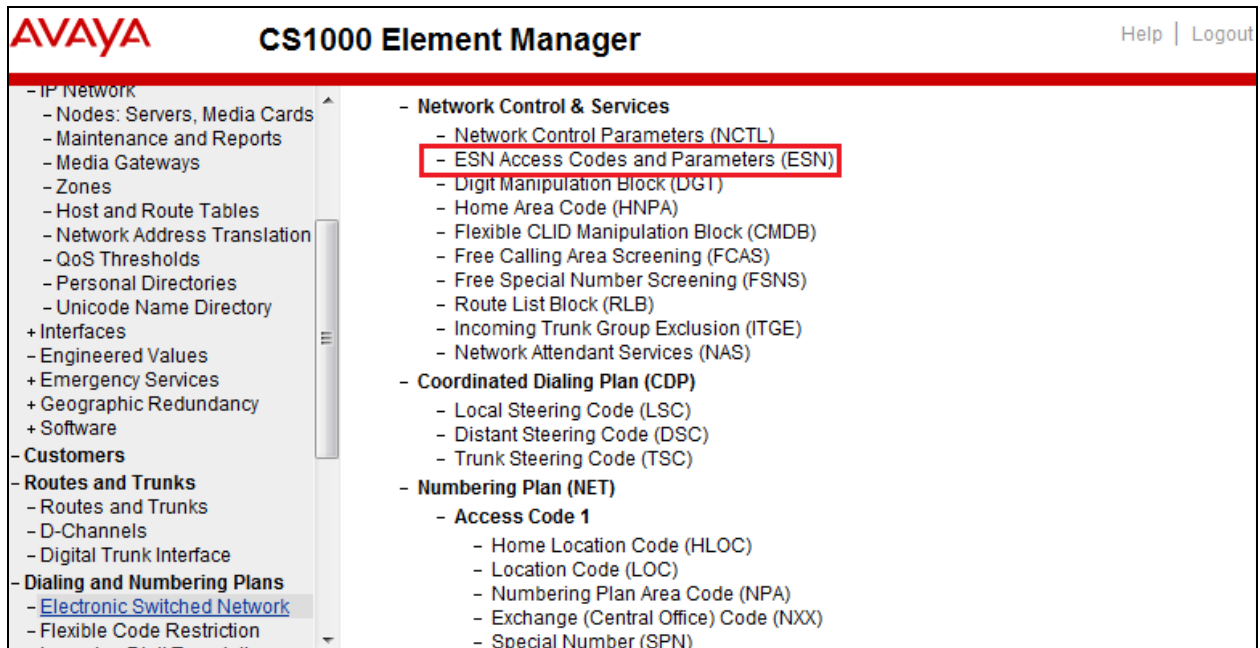 AVAYA
CS1000 Element Manager
Help | Logout
- IP Network
- Nodes: Servers, Media Cards
- Maintenance and Reports
- Media Gateways
- Zones
- Host and Route Tables
- Network Address Translation
- QoS Thresholds
- Personal Directories
- Unicode Name Directory
+ Interfaces
- Engineered Values
+ Emergency Services
+ Geographic Redundancy
+ Software
- Customers
- Routes and Trunks
- Routes and Trunks
- D-Channels
- Digital Trunk Interface
- Dialing and Numbering Plans
- Electronic Switched Network
- Flexible Code Restriction
- Network Control & Services
- Network Control Parameters (NCTL)
- ESN Access Codes and Parameters (ESN)
- Digit Manipulation Block (DGT)
- Home Area Code (HNPA)
- Flexible CLID Manipulation Block (CMDB)
- Free Calling Area Screening (FCAS)
- Free Special Number Screening (FSNS)
- Route List Block (RLB)
- Incoming Trunk Group Exclusion (ITGE)
- Network Attendant Services (NAS)
- Coordinated Dialing Plan (CDP)
- Local Steering Code (LSC)
- Distant Steering Code (DSC)
- Trunk Steering Code (TSC)
- Numbering Plan (NET)
- Access Code 1
- Home Location Code (HLOC)
- Location Code (LOC)
- Numbering Plan Area Code (NPA)
- Exchange (Central Office) Code (NXX)
- Special Number (SPN)